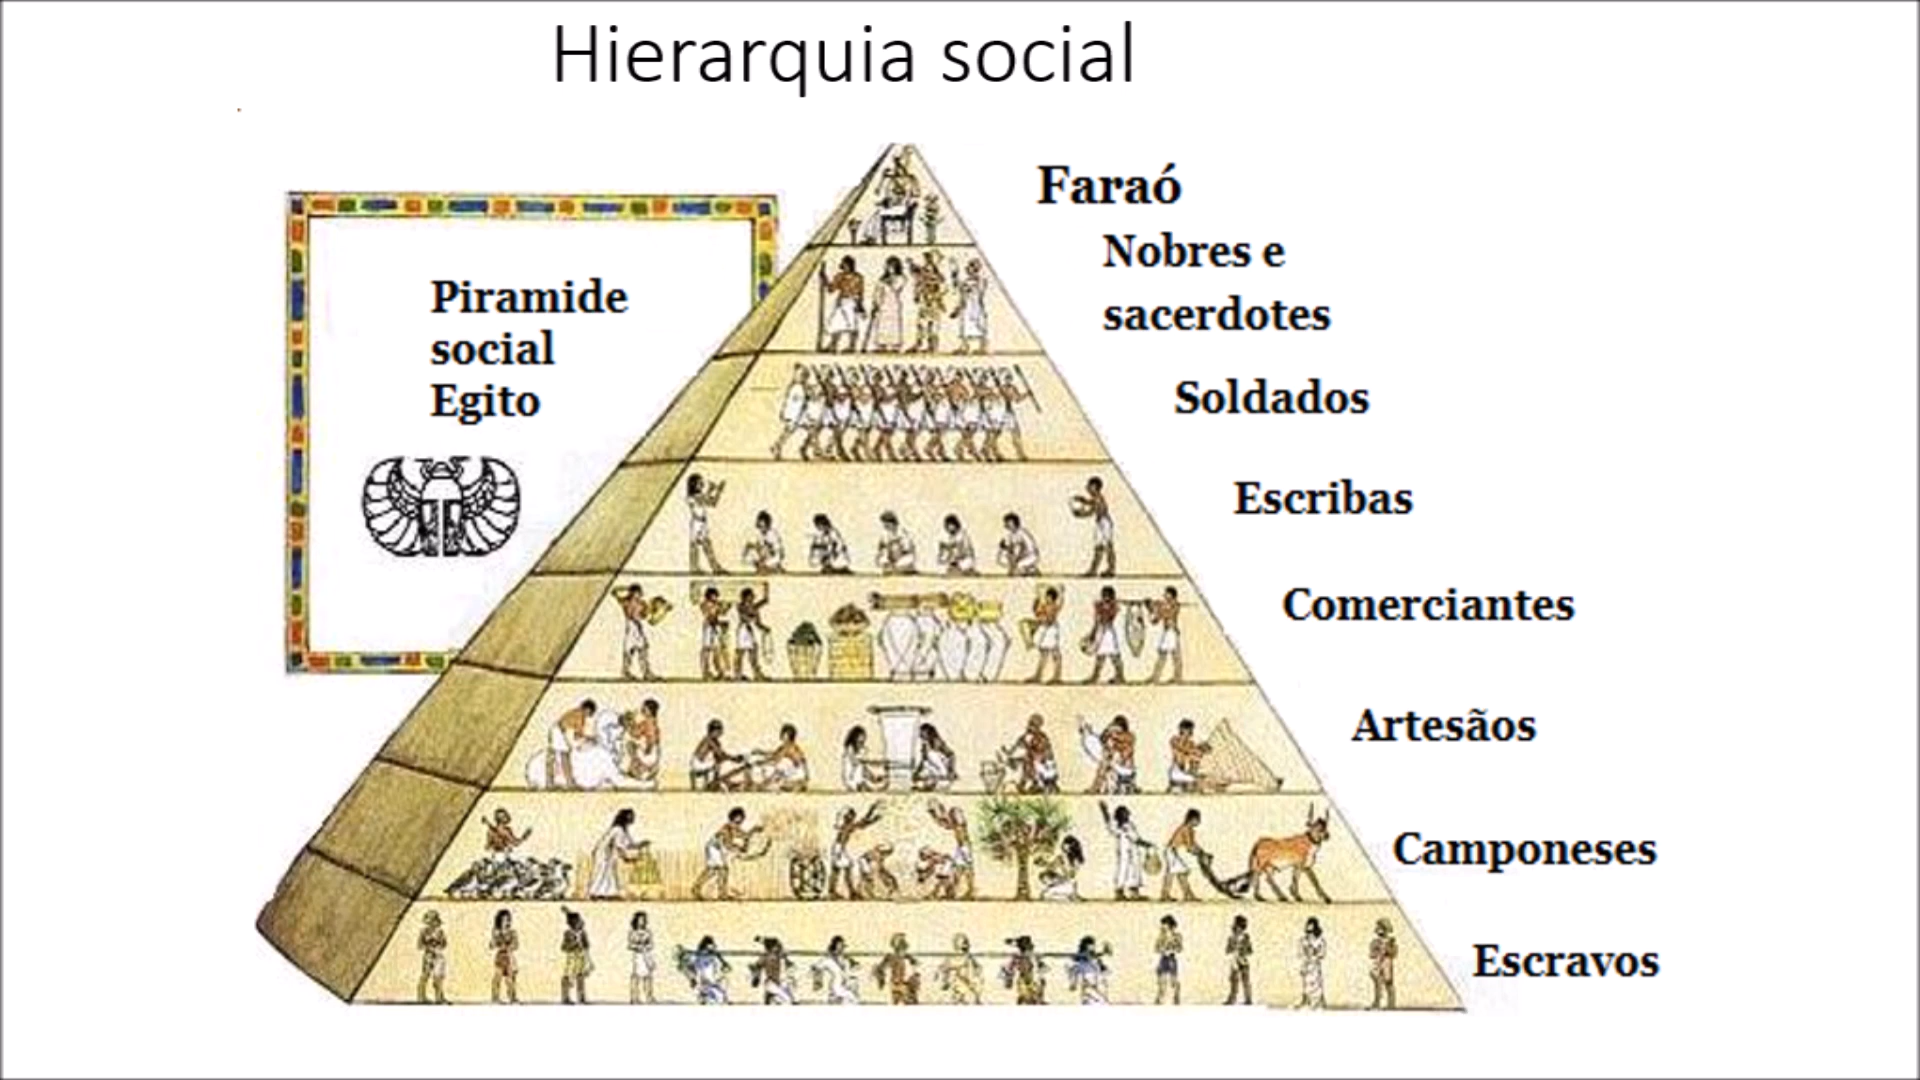 Hierarquia social
Piramide
social
Egito
Faraó
Nobres e
sacerdotes
Soldados
Escribas
Comerciantes
Artesãos
Camponeses
Escravos